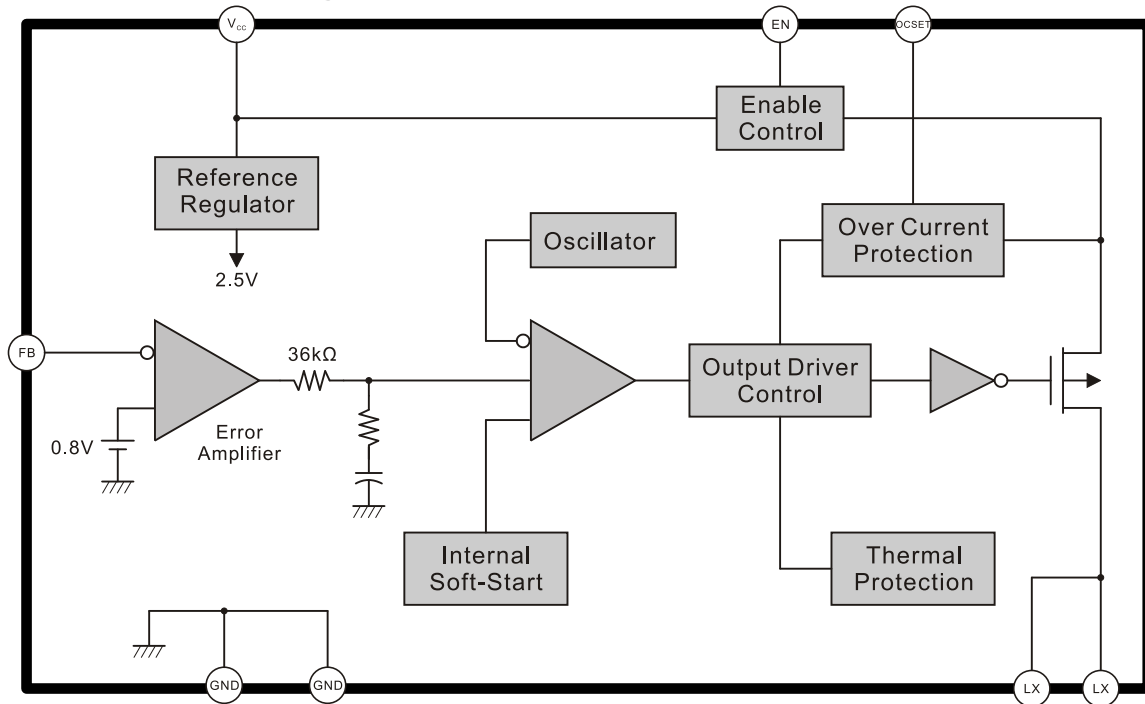 Vcc
EN
OCSET
Enable
Control
Reference
Regulator
2.5V
Oscillator
Over Current
Protection
FB
36kΩ
Output Driver
Control
0.8V
Error
Amplifier
Internal
Soft-Start
Thermal
Protection
GND
GND
LX
LX